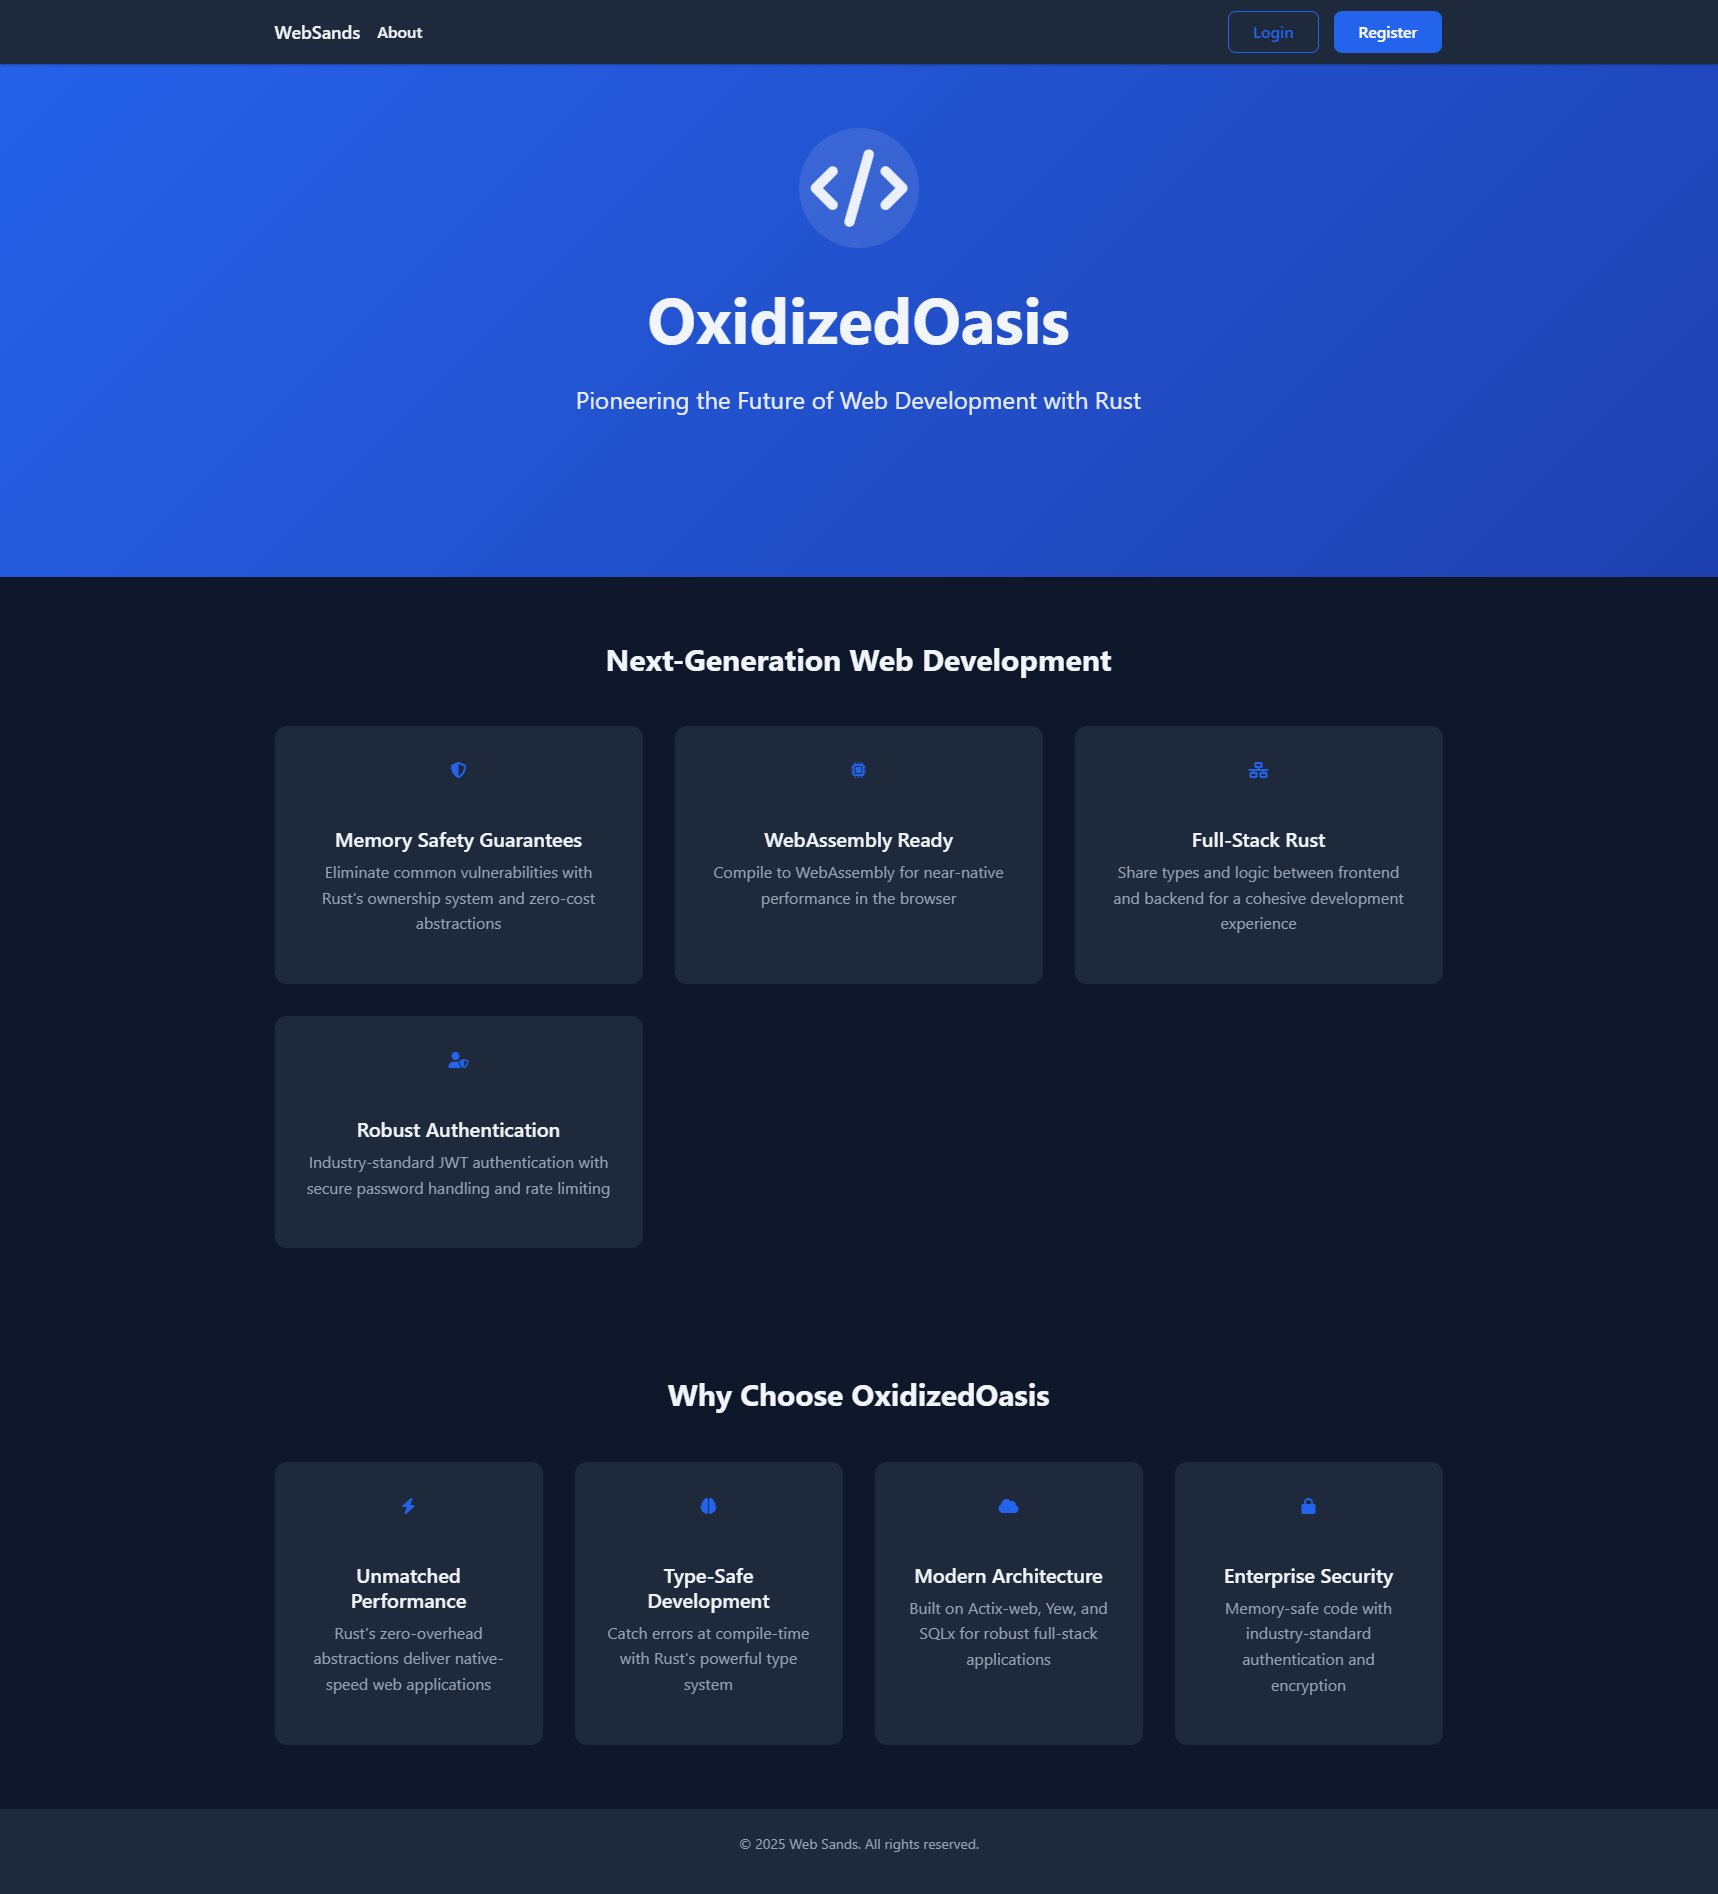 WebSands About Login Register
OxidizedOasis
Pioneering the Future of Web Development with Rust
Next-Generation Web Development
Memory Safety Guarantees
Eliminate common vulnerabilities with
Rust's ownership system and zero-cost
abstractions
WebAssembly Ready
Compile to WebAssembly for near-native
performance in the browser
Full-Stack Rust
Share types and logic between frontend
and backend for a cohesive development
experience
Robust Authentication
Industry-standard JWT authentication with
secure password handling and rate limiting
Why Choose OxidizedOasis
Unmatched
Performance
Rust's zero-overhead
abstractions deliver native-
speed web applications
Type-Safe
Development
Catch errors at compile-time
with Rust's powerful type
system
Modern Architecture
Built on Actix-web, Yew, and
SQLx for robust full-stack
applications
Enterprise Security
Memory-safe code with
industry-standard
authentication and
encryption
© 2025 Web Sands. All rights reserved.